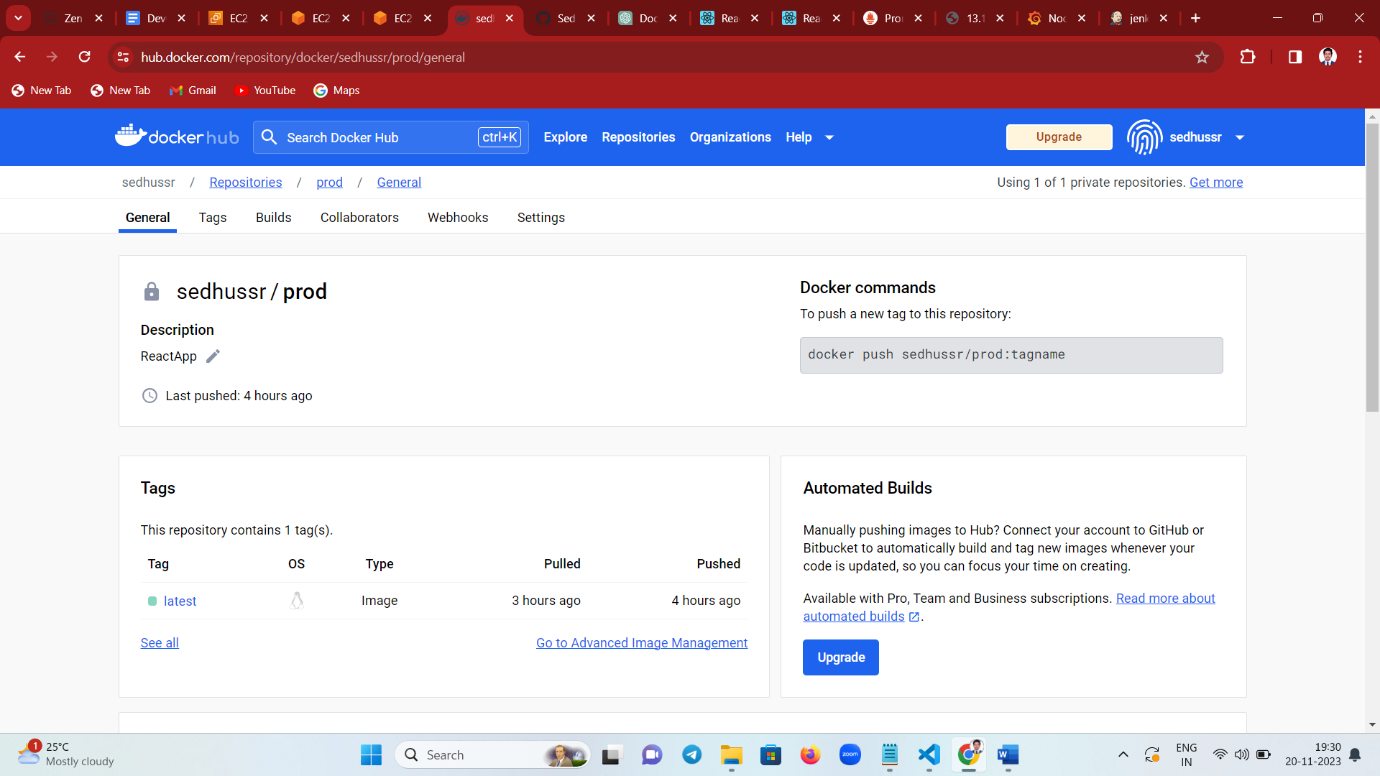 Zen
Dev
EC2
EC2
EC2
sedl
Sed
Doc
Rea
Rea
Pro
13.1
Noc
jenl
hub.docker.com/repository/docker/sedhussr/prod/general
New Tab
New Tab
Gmail
YouTube
Maps
dockerhub
Search Docker Hub
ctrl+K
Explore
Repositories
Organizations
Help
Upgrade
sedhussr
sedhussr / Repositories / prod / General
Using 1 of 1 private repositories. Get more
General
Tags
Builds
Collaborators
Webhooks
Settings
sedhussr / prod
Description
ReactApp
Last pushed: 4 hours ago
Docker commands
To push a new tag to this repository:
docker push sedhussr/prod:tagname
Tags
This repository contains 1 tag(s).
Tag OS Type Pulled Pushed
latest Image 3 hours ago 4 hours ago
See all
Go to Advanced Image Management
Automated Builds
Manually pushing images to Hub? Connect your account to GitHub or
Bitbucket to automatically build and tag new images whenever your
code is updated, so you can focus your time on creating.
Available with Pro, Team and Business subscriptions. Read more about
automated builds .
Upgrade
1
25°C
Mostly cloudy
Search
zoom
ENG
IN
19:30
20-11-2023